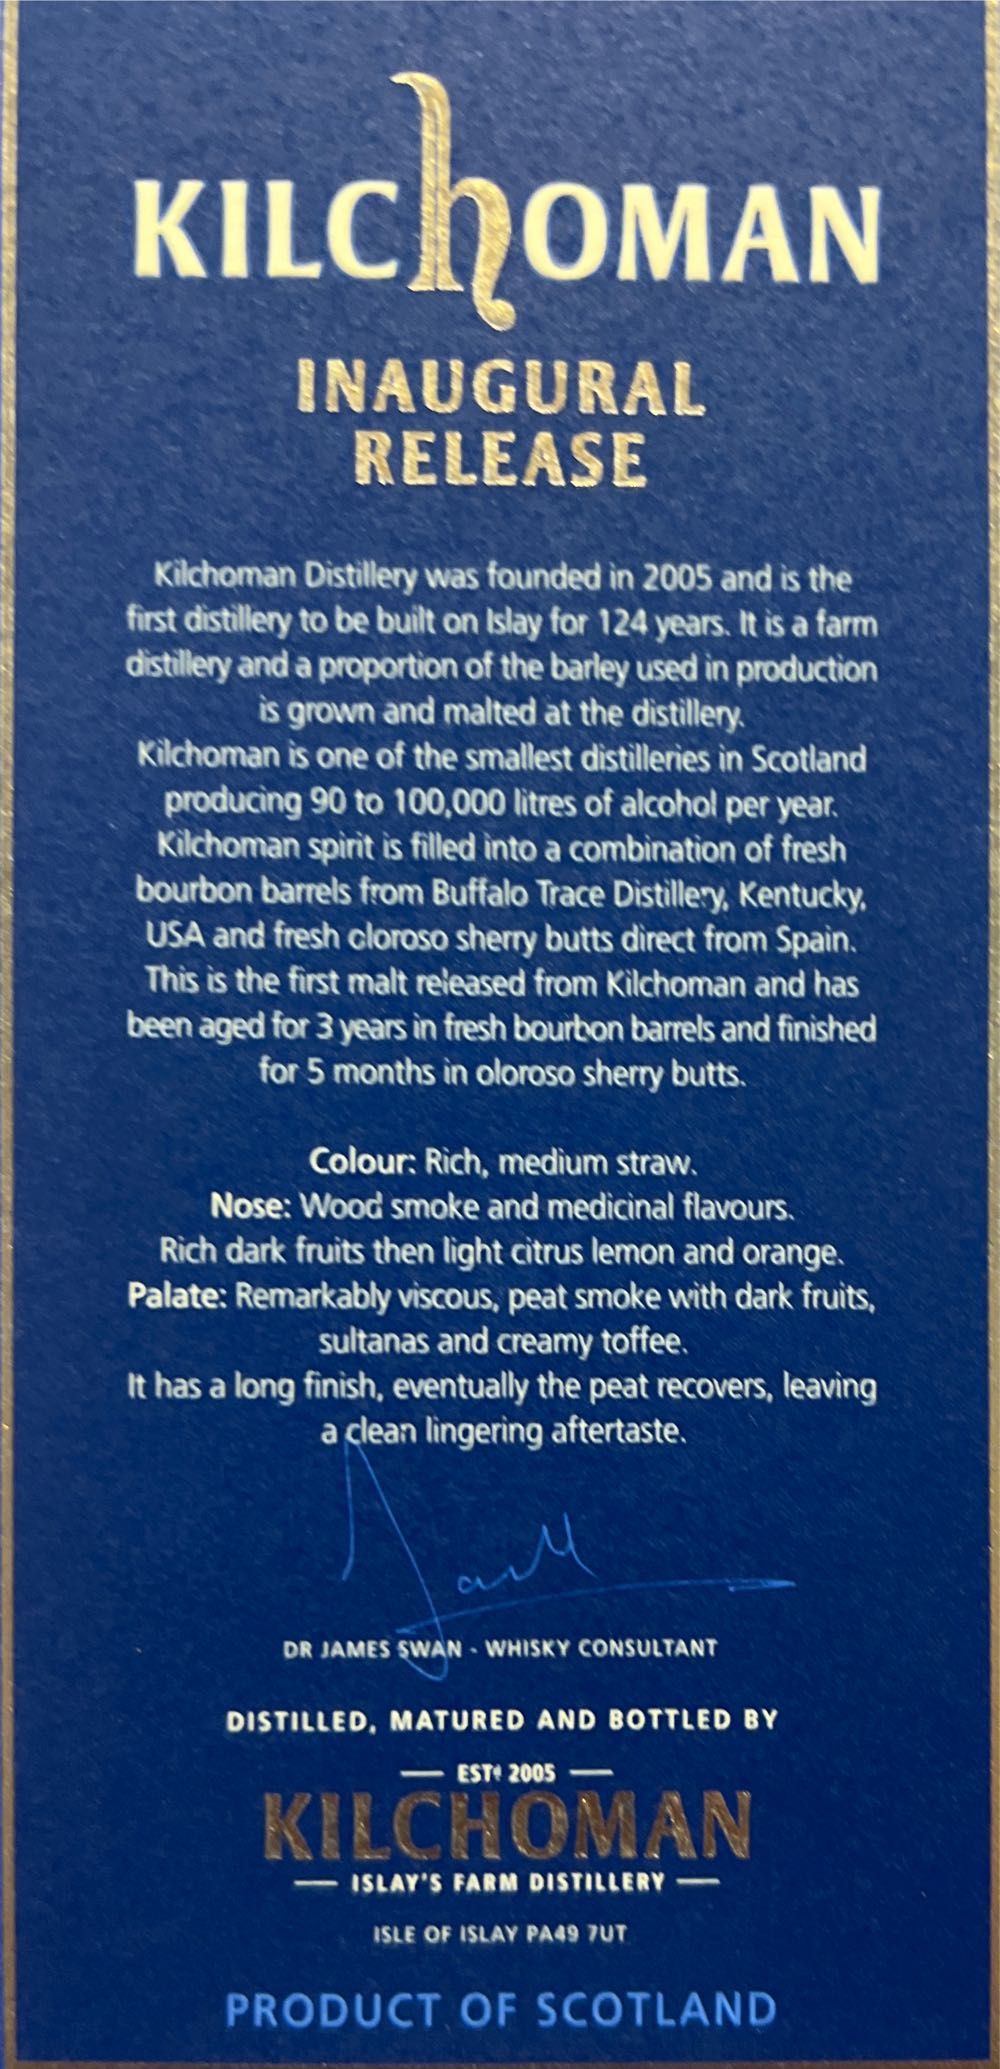 KILCHOMAN
INAUGURAL
RELEASE
Kilchoman Distillery was founded in 2005 and is the
first distillery to be built on Islay for 124 years. It is a farm
distillery and a proportion of the barley used in production
is grown and malted at the distillery.
Kilchoman is one of the smallest distilleries in Scotland
producing 90 to 100,000 litres of alcohol per year.
Kilchoman spirit is filled into a combination of fresh
bourbon barrels from Buffalo Trace Distillery, Kentucky,
USA and fresh oloroso sherry butts direct from Spain.
This is the first malt released from Kilchoman and has
been aged for 3 years in fresh bourbon barrels and finished
for 5 months in oloroso sherry butts.
Colour: Rich, medium straw.
Nose: Wood smoke and medicinal flavours.
Rich dark fruits then light citrus lemon and orange.
Palate: Remarkably viscous, peat smoke with dark fruits,
sultanas and creamy toffee.
It has a long finish, eventually the peat recovers, leaving
a clean lingering aftertaste.
DR JAMES SWAN - WHISKY CONSULTANT
DISTILLED, MATURED AND BOTTLED BY
ESTd 2005
KILCHOMAN
ISLAY'S FARM DISTILLERY
ISLE OF ISLAY PA49 7UT
PRODUCT OF SCOTLAND